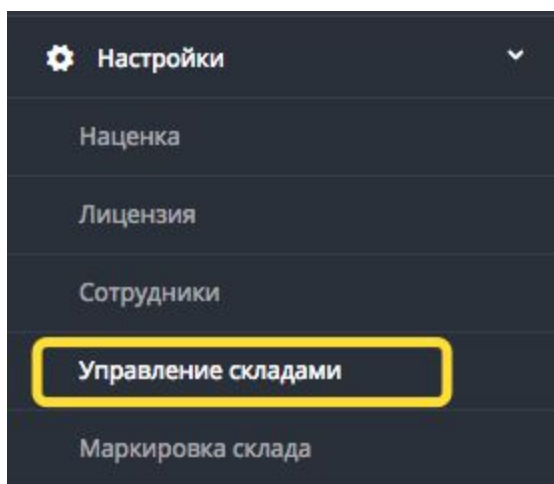 Настройки
Наценка
Лицензия
Сотрудники
Управление складами
Маркировка склада